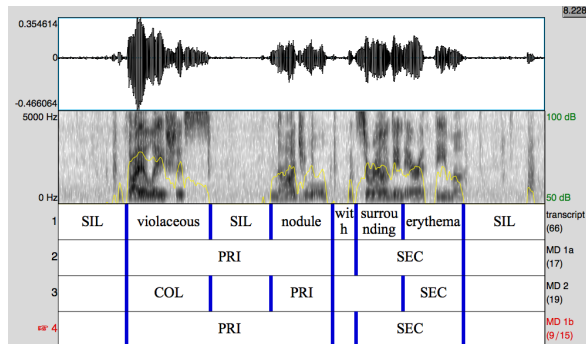 8.228
0.354614
0
-0.466064
5000 Hz
100 dB
0 Hz
50 dB
1 SIL violaceous SIL nodule wit h surrou nding erythema SIL transcript (66)
2 PRI SEC MD 1a (17)
3 COL PRI SEC MD 2 (19)
4 PRI SEC MD 1b (9/15)